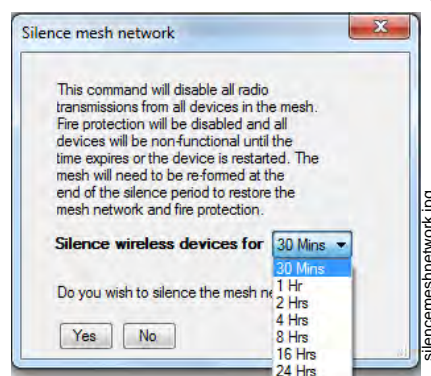 Silence mesh network
This command will disable all radio
transmissions from all devices in the mesh.
Fire protection will be disabled and all
devices will be non-functional until the
time expires or the device is restarted. The
mesh will need to be re-formed at the
end of the silence period to restore the
mesh network and fire protection.
Silence wireless devices for 30 Mins
30 Mins
1 Hr
2 Hrs
4 Hrs
8 Hrs
16 Hrs
24 Hrs
Do you wish to silence the mesh ne
Yes No
silencemeshnetwork.jpg